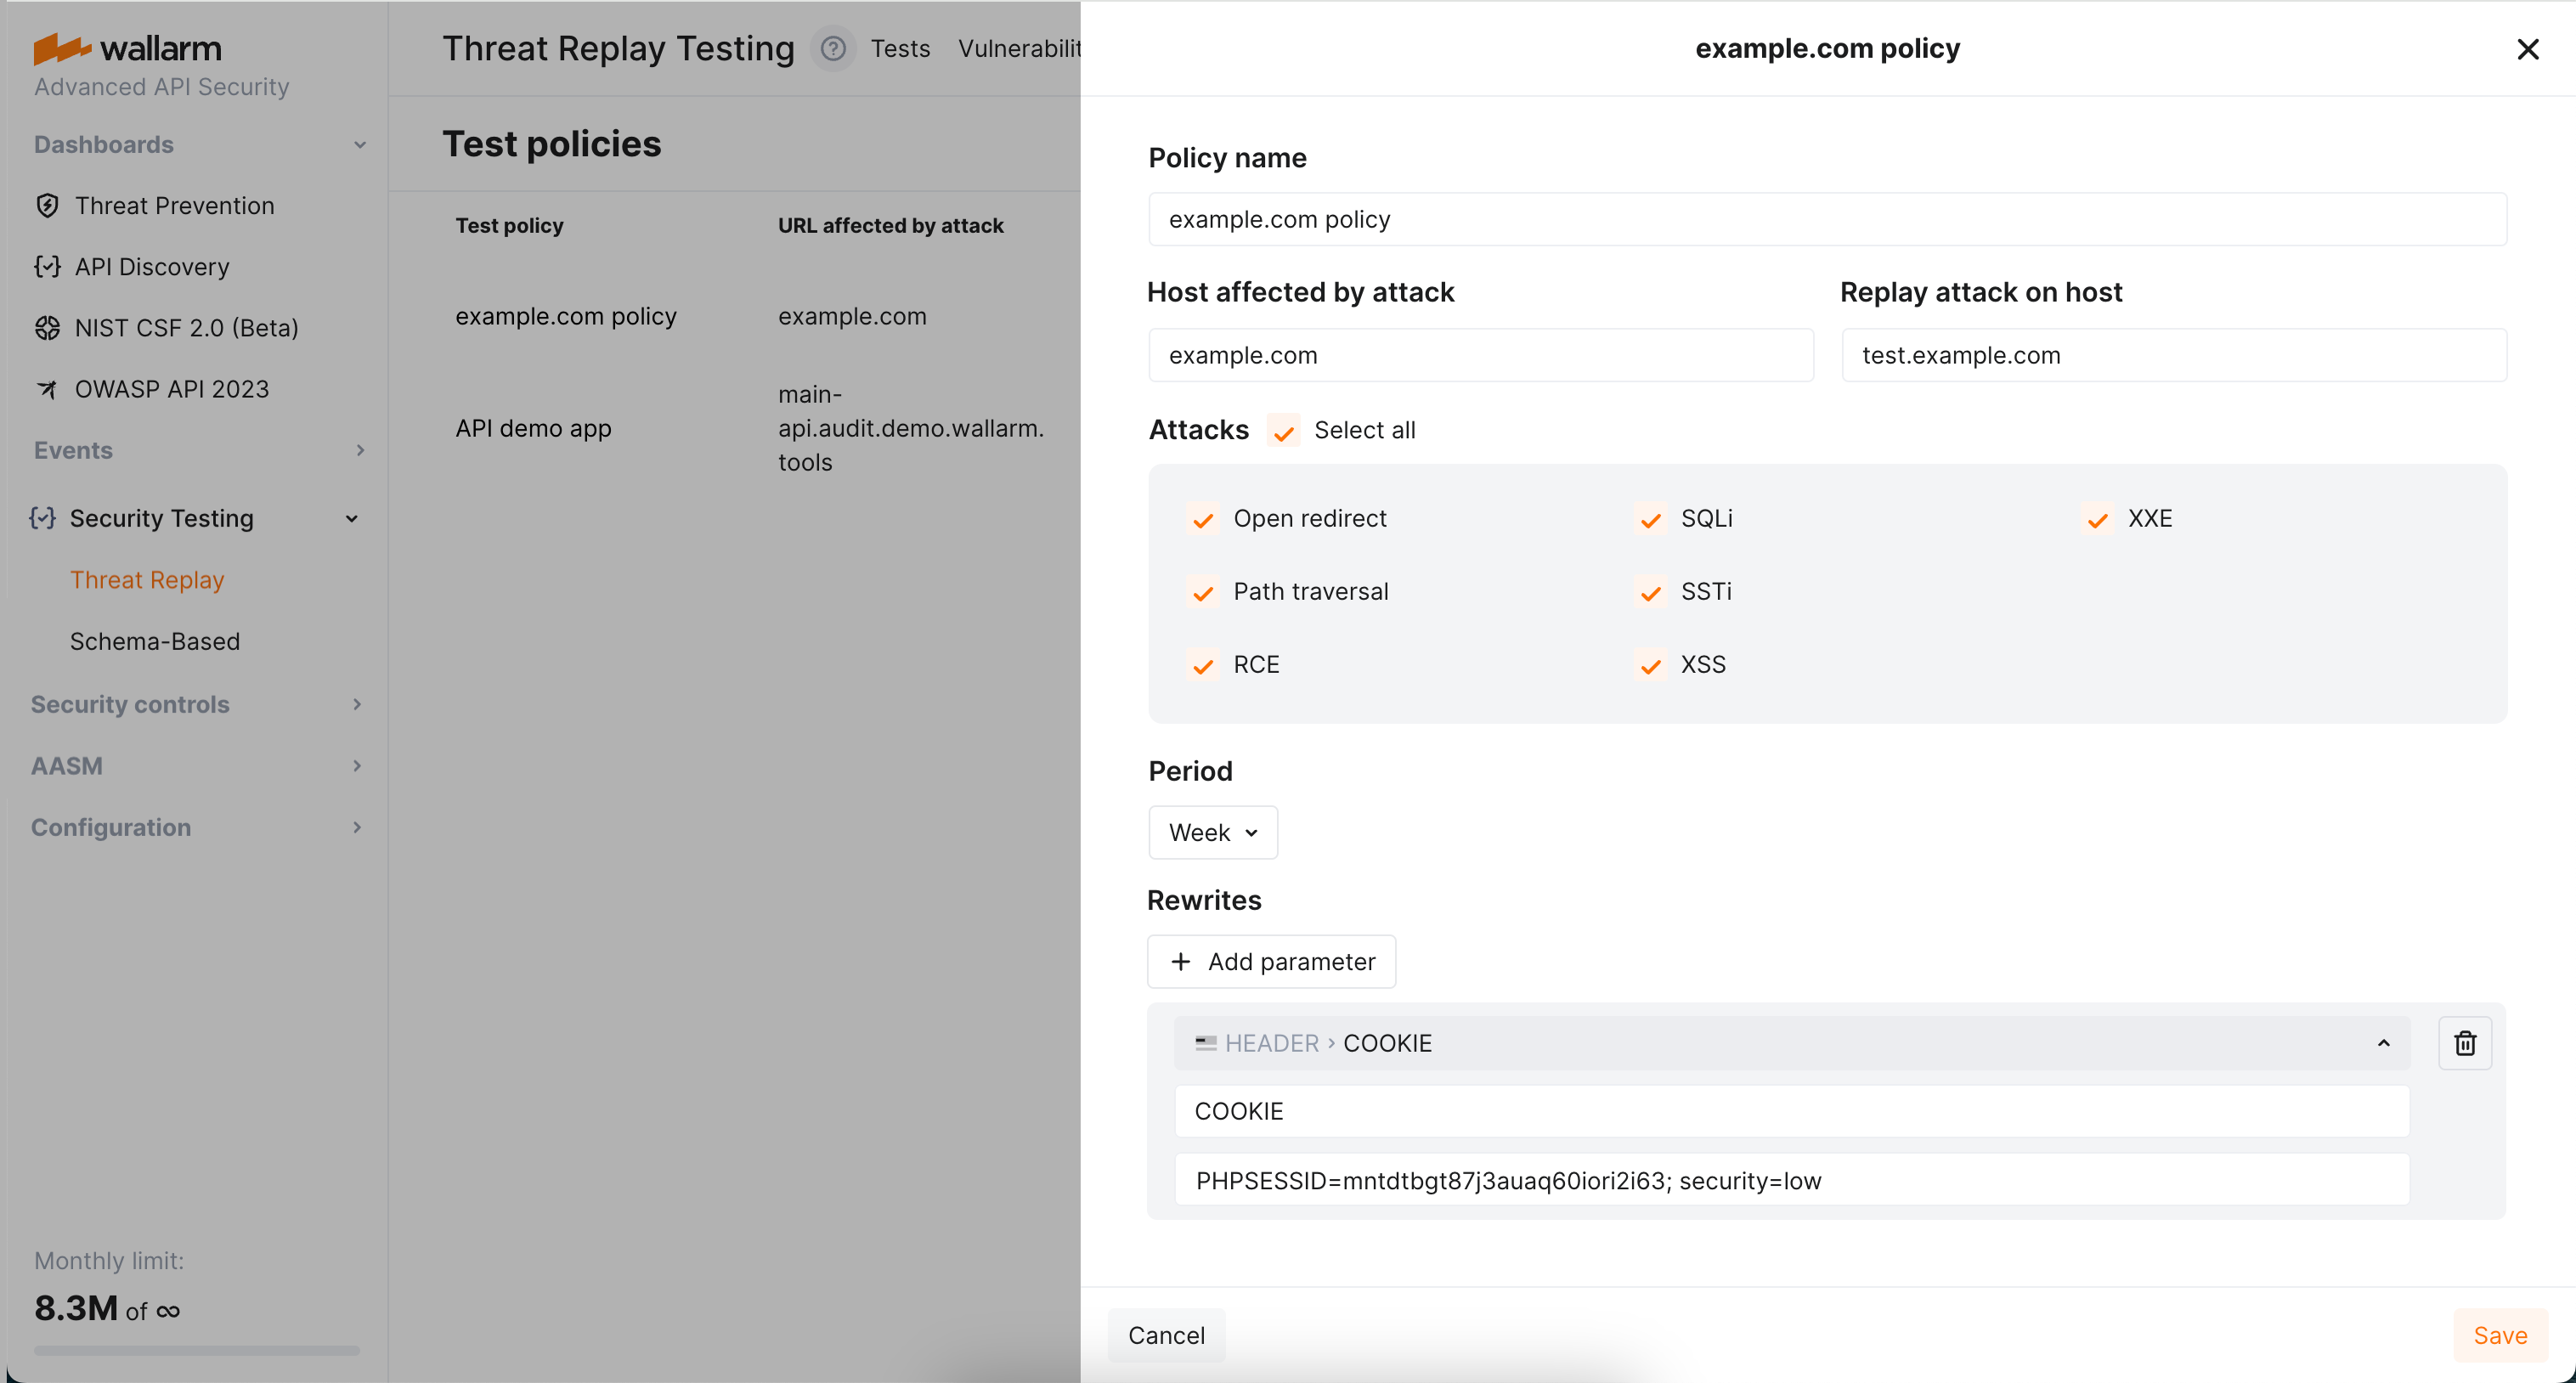 wallarm
Advanced API Security
Dashboards
Threat Prevention
API Discovery
NIST CSF 2.0 (Beta)
OWASP API 2023
Events
Security Testing
Threat Replay
Schema-Based
Security controls
AASM
Configuration
Monthly limit:
8.3M of ∞
Threat Replay Testing ? Tests Vulnerabilit
Test policies
Test policy URL affected by attack
example.com policy example.com
API demo app main-
api.audit.demo.wallarm.
tools
example.com policy
Policy name
example.com policy
Host affected by attack Replay attack on host
example.com test.example.com
Attacks Select all
Open redirect SQLi XXE
Path traversal SSTi
RCE XSS
Period
Week
Rewrites
+ Add parameter
HEADER › COOKIE
COOKIE
PHPSESSID=mntdtbgt87j3auaq60iori2i63; security=low
Cancel Save